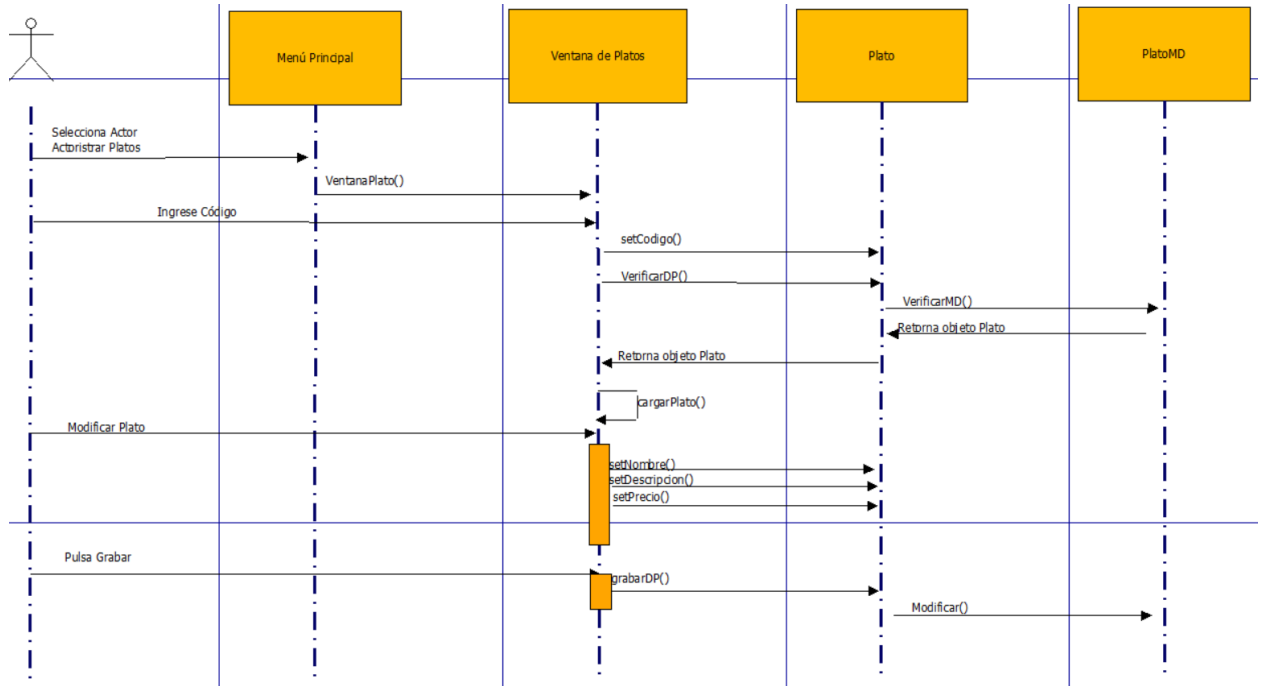 Menú Principal
Ventana de Platos
Plato
PlatoMD
Selecciona Actor
Actoristrar Platos
VentanaPlato()
Ingrese Código
setCodigo()
VerificarDP()
VerificarMD()
Retorna objeto Plato
Retorna objeto Plato
cargarPlato()
Modificar Plato
setNombre()
setDescripcion()
setPrecio()
Pulsa Grabar
grabarDP()
Modificar()